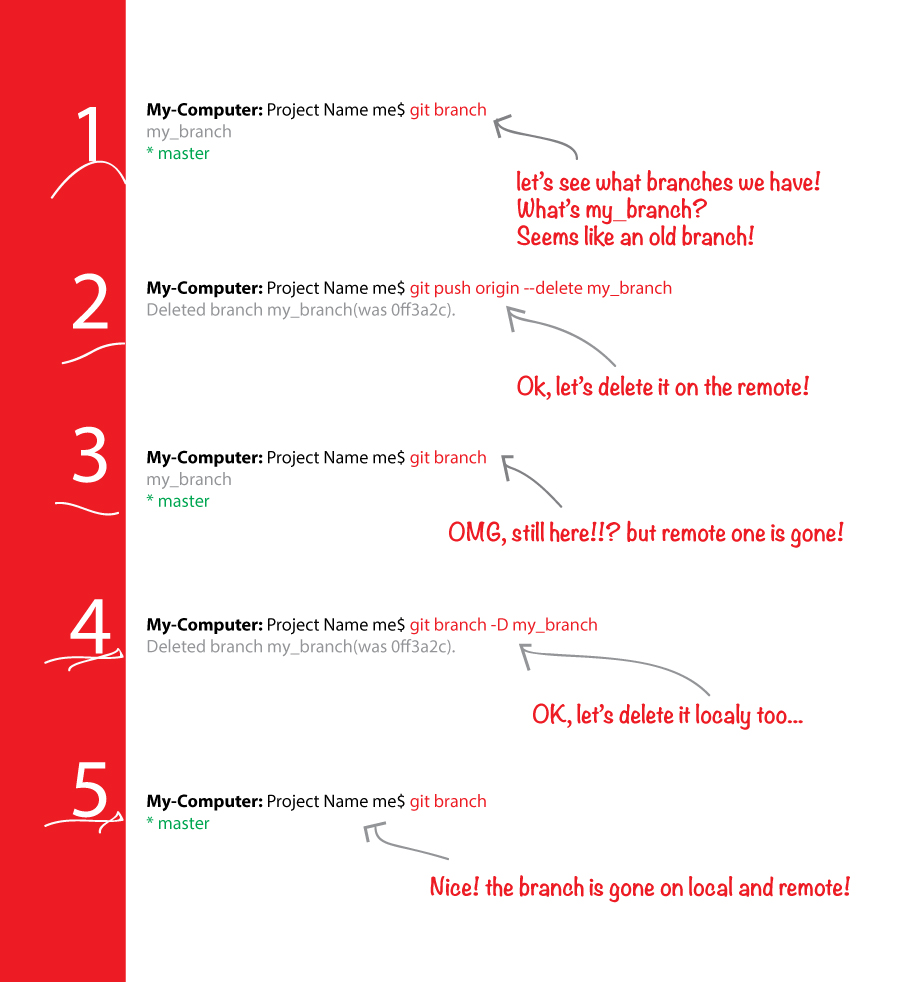 1
My-Computer: Project Name me$ git branch
my_branch
* master
let's see what branches we have!
What's my_branch?
Seems like an old branch!
2
My-Computer: Project Name me$ git push origin --delete my_branch
Deleted branch my_branch(was 0ff3a2c).
Ok, let's delete it on the remote!
3
My-Computer: Project Name me$ git branch
my_branch
* master
OMG, still here!!? but remote one is gone!
4
My-Computer: Project Name me$ git branch -D my_branch
Deleted branch my_branch(was 0ff3a2c).
OK, let's delete it localy too...
5
My-Computer: Project Name me$ git branch
* master
Nice! the branch is gone on local and remote!